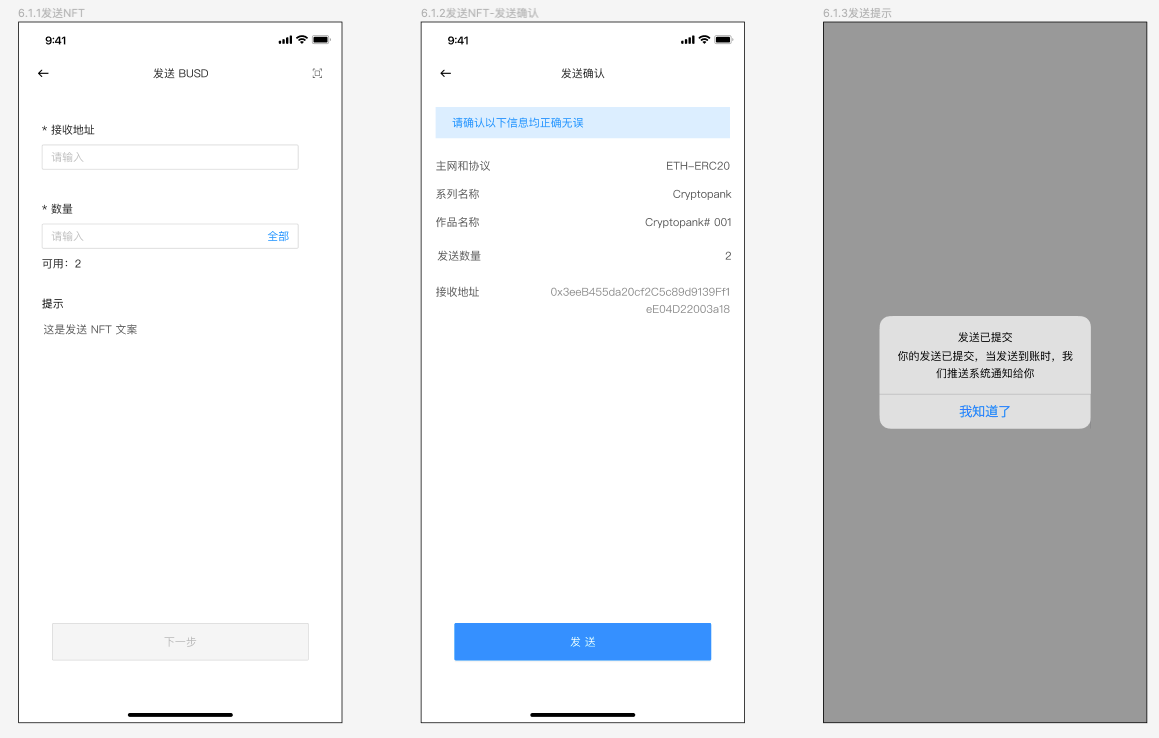 6.1.1发送NFT
9:41
发送 BUSD
* 接收地址
请输入
* 数量
请输入
全部
可用：2
提示
这是发送 NFT 文案
下一步
6.1.2发送NFT-发送确认
9:41
发送确认
请确认以下信息均正确无误
主网和协议 ETH-ERC20
系列名称 Cryptopank
作品名称 Cryptopank# 001
发送数量 2
接收地址 0x3eeB455da20cf2C5c89d9139Ff1
eE04D22003a18
发 送
6.1.3发送提示
发送已提交
你的发送已提交，当发送到账时，我
们推送系统通知给你
我知道了